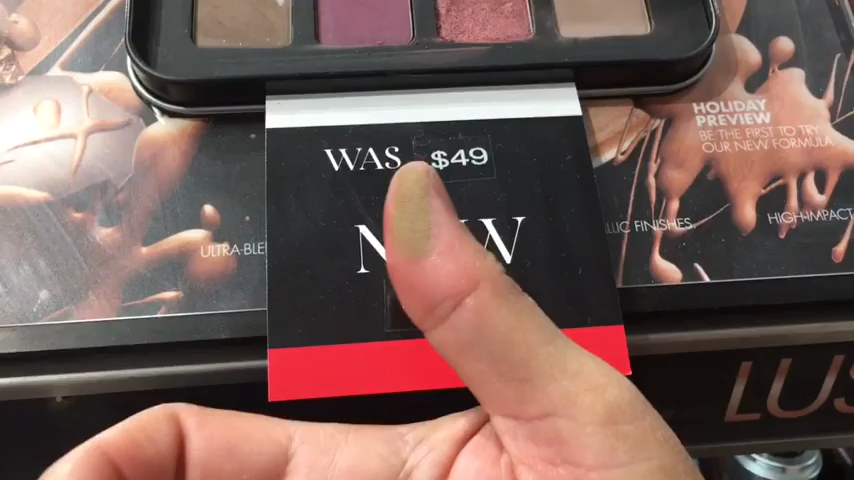 HOLIDAY
PREVIEW
BE THE FIRST TO TRY
OUR NEW FORMULA
WAS $49
ULTRA-BLE
N W
LLIC FINISHES.
HIGH-IMPACT
LUS